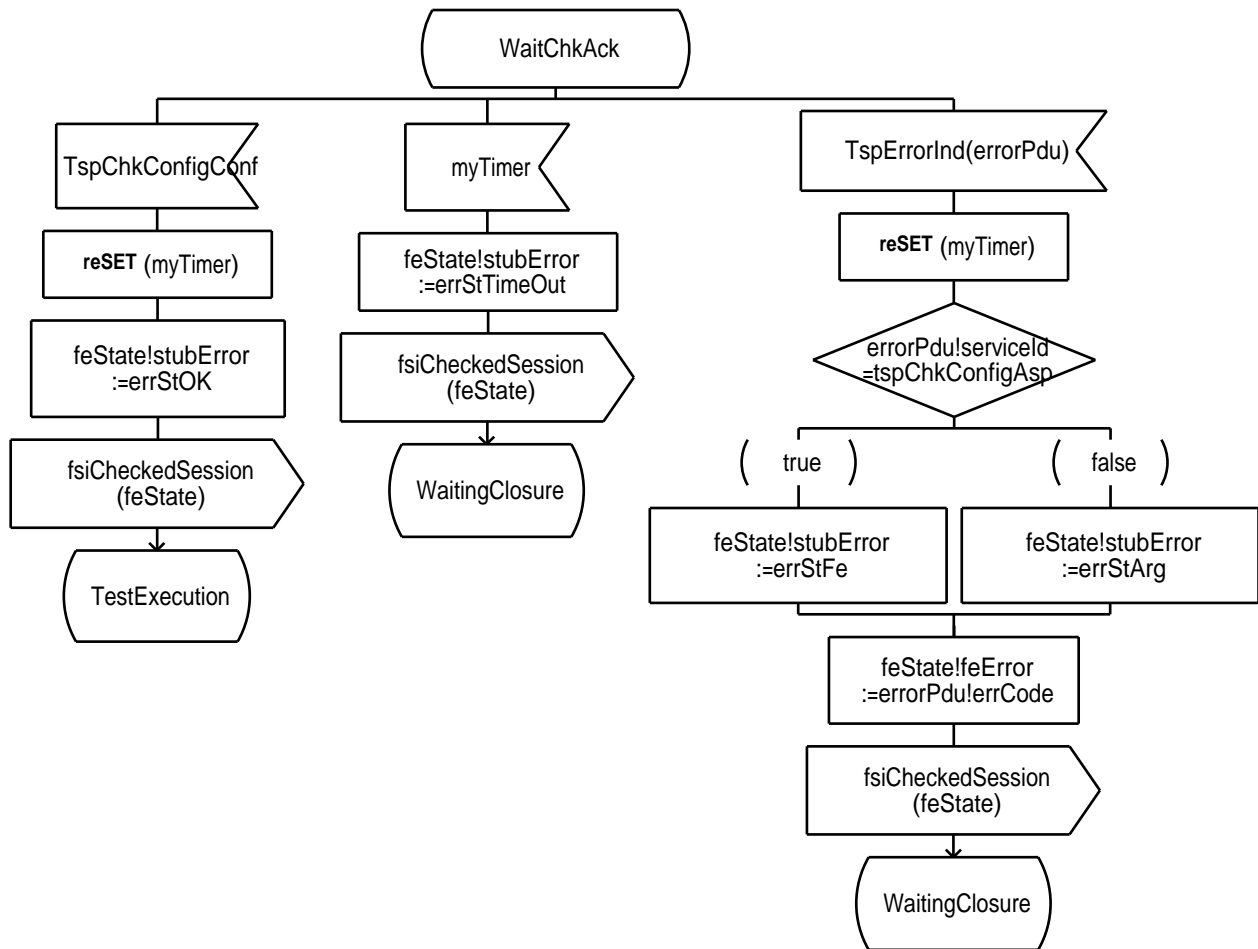 WaitChkAck
TspChkConfigConf
reSET (myTimer)
feState!stubError
:=errStOK
fsiCheckedSession
(feState)
TestExecution
myTimer
feState!stubError
:=errStTimeOut
fsiCheckedSession
(feState)
WaitingClosure
TspErrorInd(errorPdu)
reSET (myTimer)
errorPdu!serviceId
=tspChkConfigAsp
( true )
( false )
feState!stubError
:=errStFe
feState!stubError
:=errStArg
feState!feError
:=errorPdu!errCode
fsiCheckedSession
(feState)
WaitingClosure